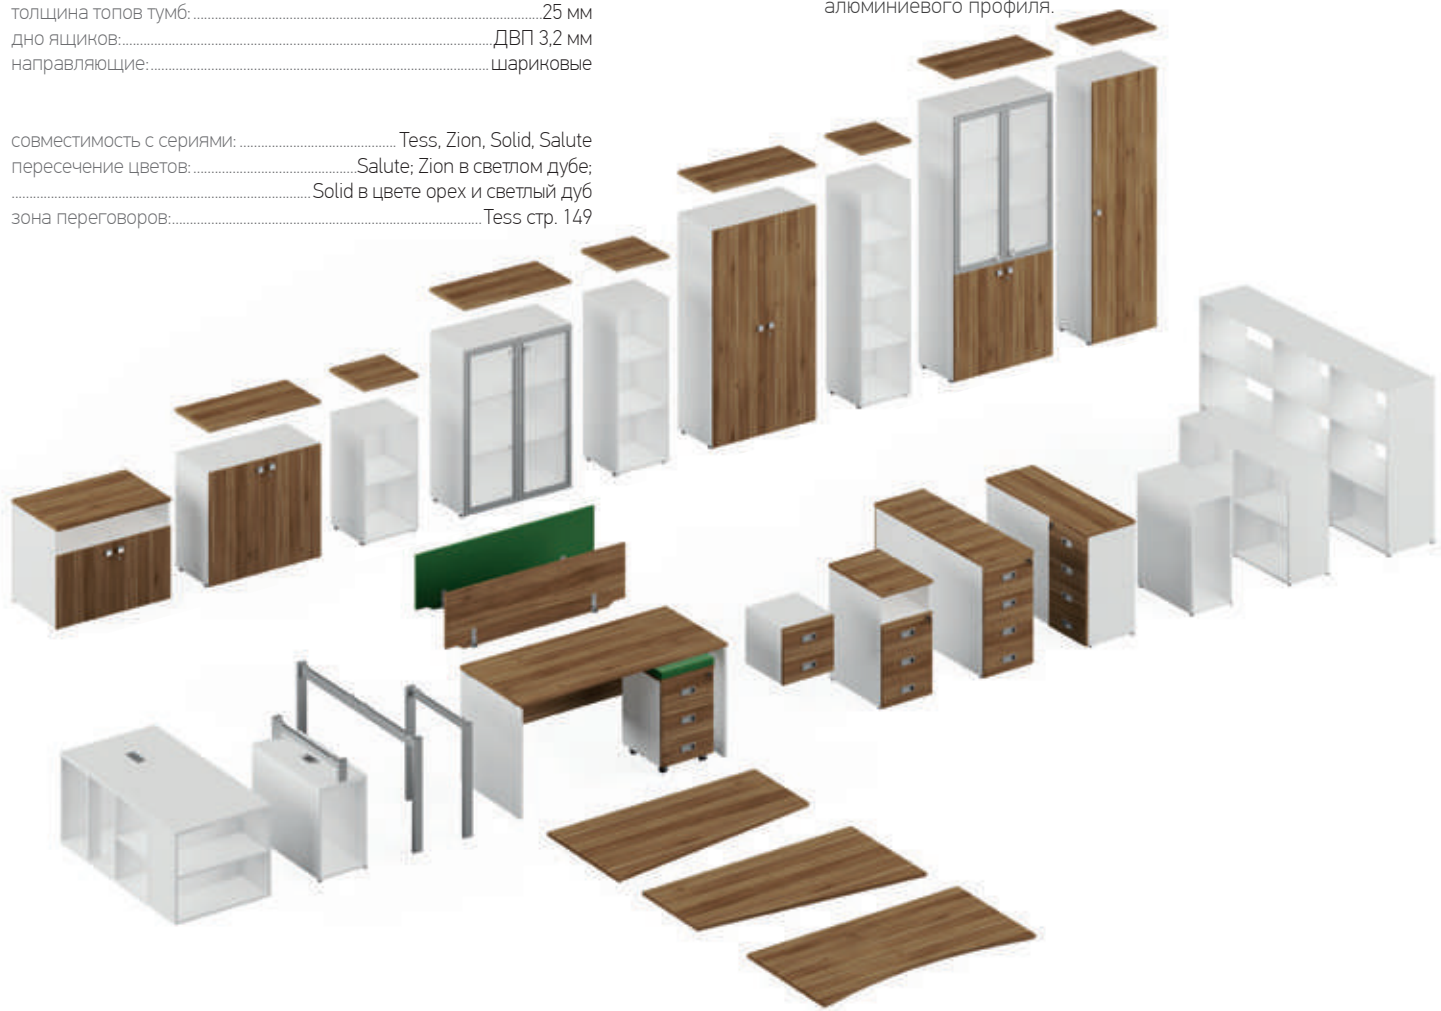 толщина топов тумб: 25 мм
дно ящиков: ДВП 3,2 мм
направляющие: шариковые
совместимость с сериями: Tess, Zion, Solid, Salute
пересечение цветов: Salute; Zion в светлом дубе;
Solid в цвете орех и светлый дуб
зона переговоров: Tess стр. 149
алюминиевого профиля.